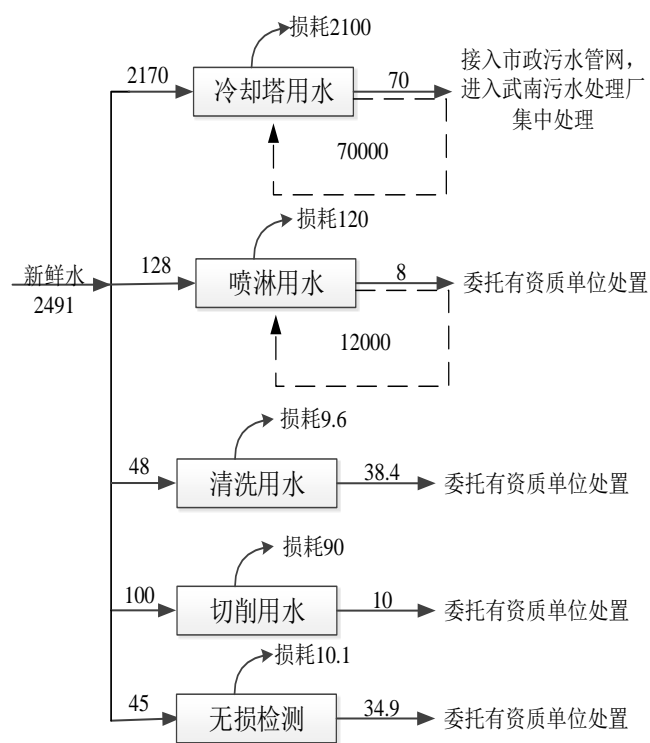 损耗2100
2170
冷却塔用水
70
接入市政污水管网，
进入武南污水处理厂
集中处理
70000
损耗120
新鲜水
2491
128
喷淋用水
8
委托有资质单位处置
12000
损耗9.6
48
清洗用水
38.4
委托有资质单位处置
损耗90
100
切削用水
10
委托有资质单位处置
损耗10.1
45
无损检测
34.9
委托有资质单位处置